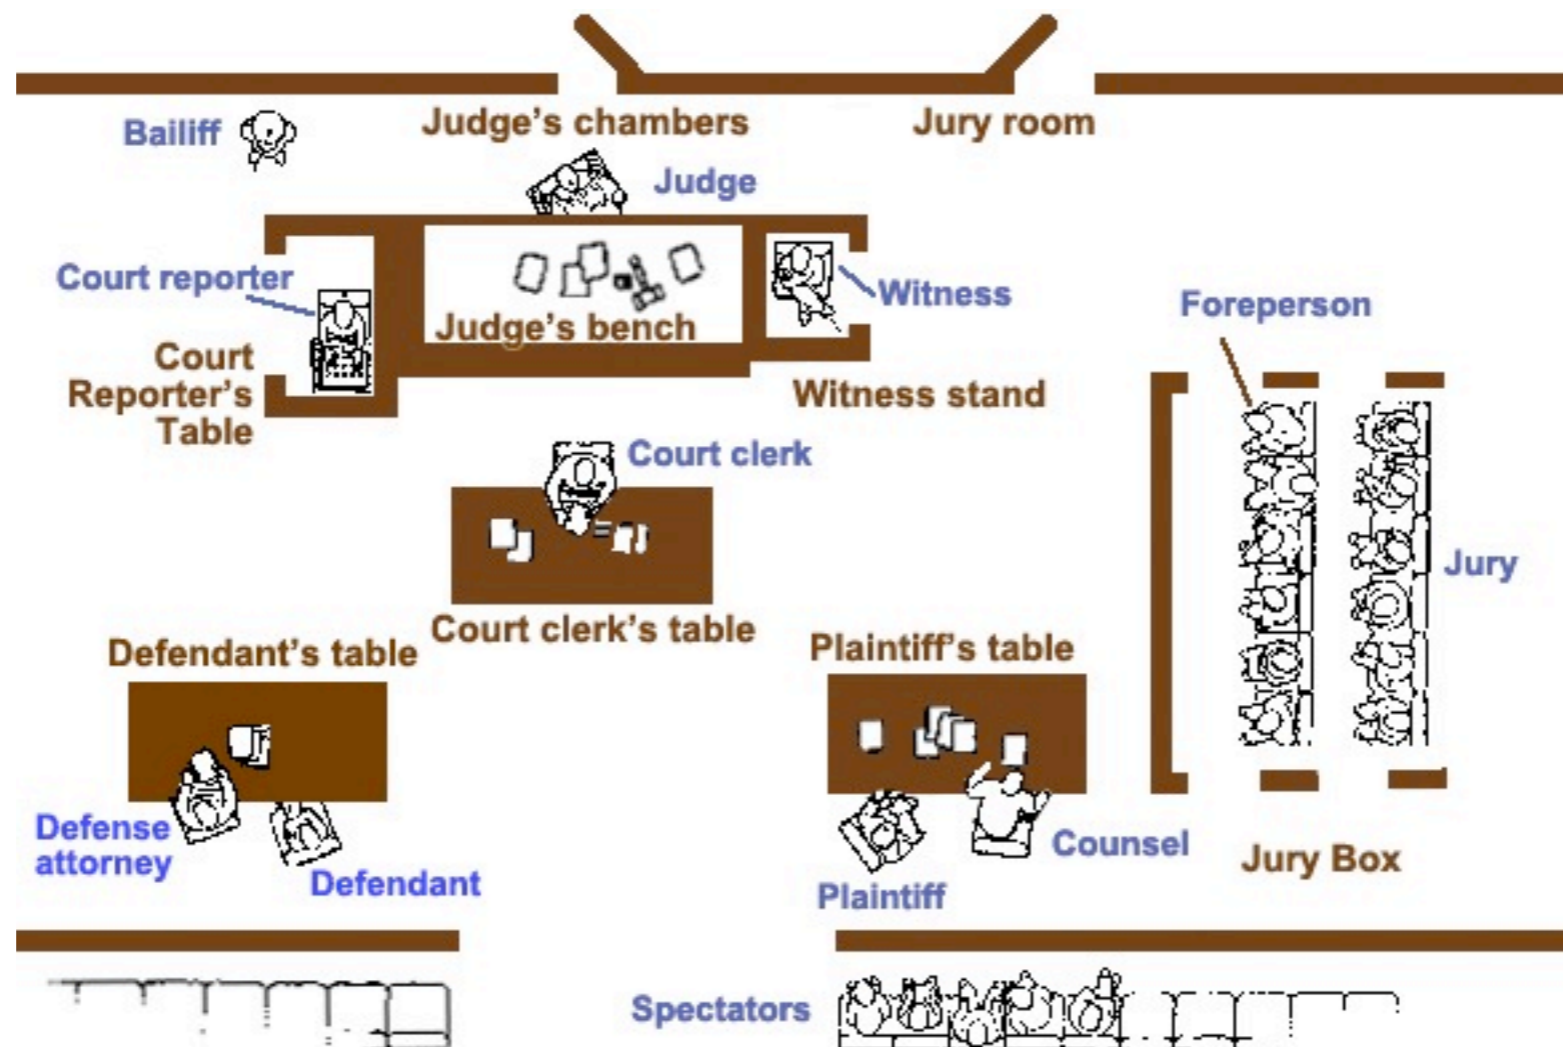 Bailiff
Judge's chambers
Jury room
Judge
Court reporter
Judge's bench
Witness
Foreperson
Court
Reporter's
Table
Witness stand
Court clerk
Jury
Court clerk's table
Defendant's table
Plaintiff's table
Defense
attorney
Defendant
Plaintiff
Counsel
Jury Box
Spectators